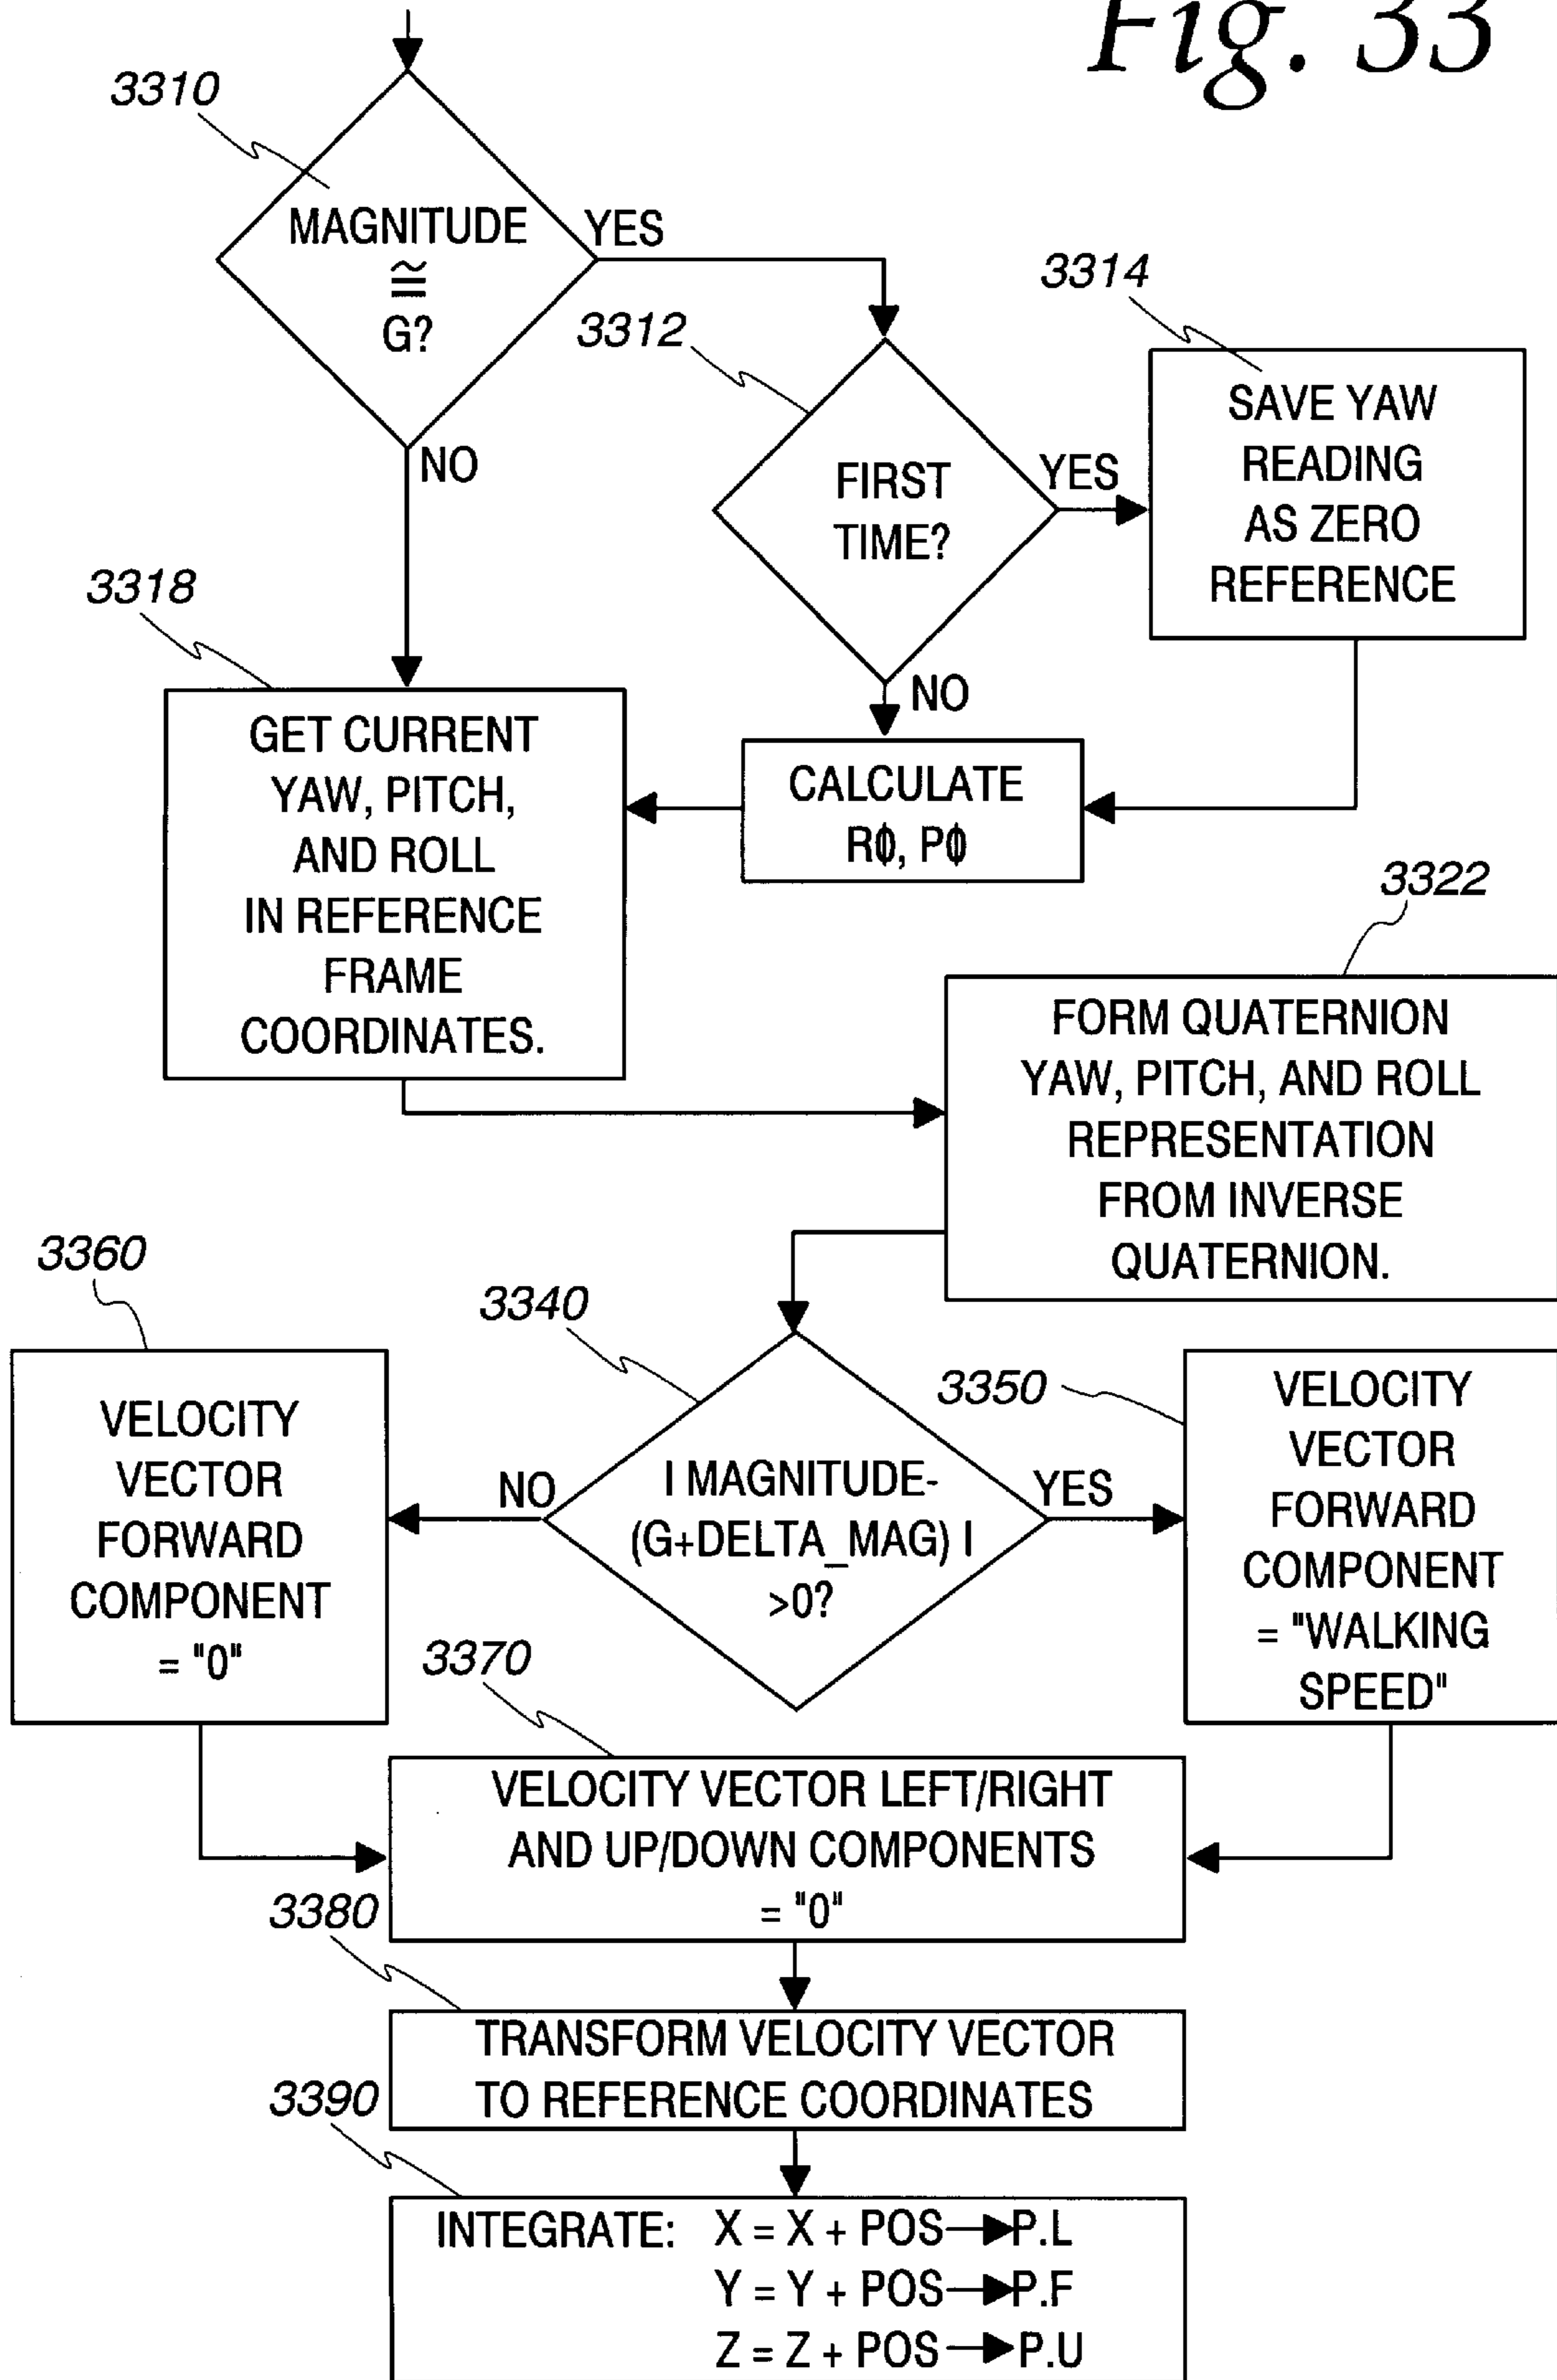 Fig. 33
3310
MAGNITUDE
≅
G?
YES
NO
3312
FIRST
TIME?
YES
NO
3314
SAVE YAW
READING
AS ZERO
REFERENCE
3318
GET CURRENT
YAW, PITCH,
AND ROLL
IN REFERENCE
FRAME
COORDINATES.
CALCULATE
RΦ, PΦ
3322
FORM QUATERNION
YAW, PITCH, AND ROLL
REPRESENTATION
FROM INVERSE
QUATERNION.
3340
I MAGNITUDE-
(G+DELTA_MAG) I
>0?
NO
YES
3360
VELOCITY
VECTOR
FORWARD
COMPONENT
= "0"
3350
VELOCITY
VECTOR
FORWARD
COMPONENT
= "WALKING
SPEED"
3370
VELOCITY VECTOR LEFT/RIGHT
AND UP/DOWN COMPONENTS
= "0"
3380
TRANSFORM VELOCITY VECTOR
TO REFERENCE COORDINATES
3390
INTEGRATE: X = X + POS→P.L
Y = Y + POS→P.F
Z = Z + POS→P.U